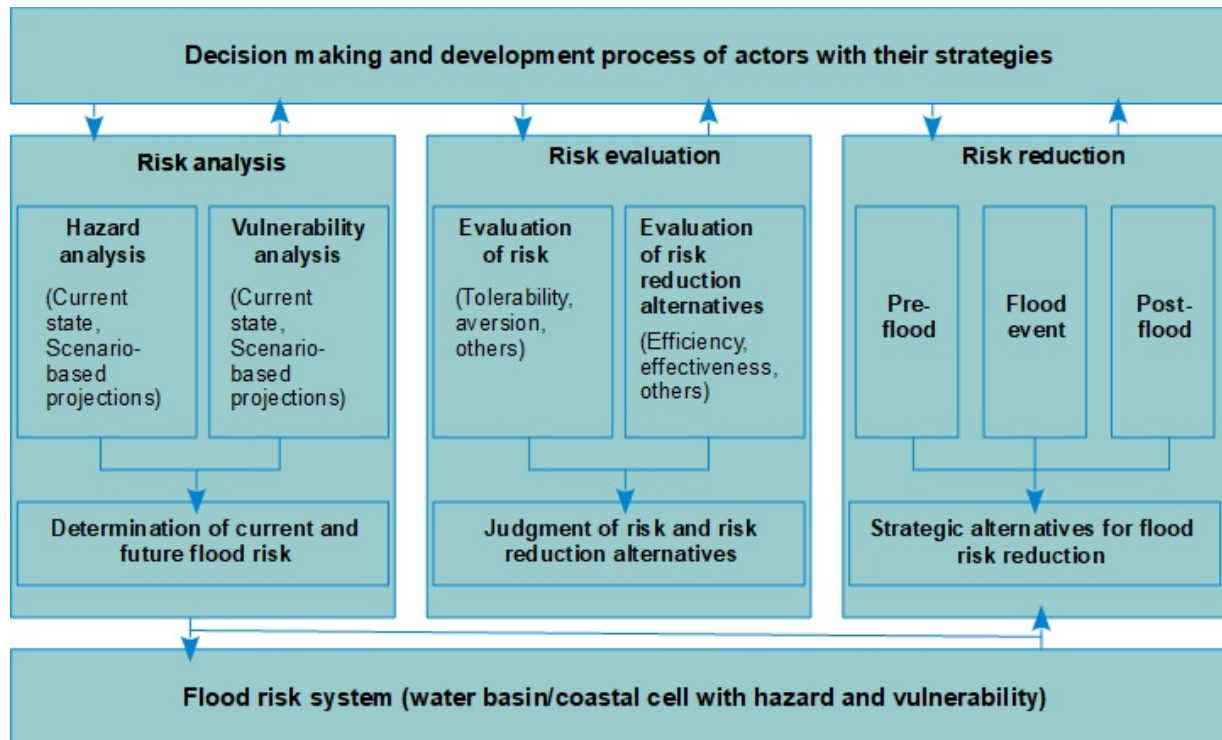 Decision making and development process of actors with their strategies
Risk analysis
Hazard
analysis
(Current
state,
Scenario-
based
projections)
Vulnerability
analysis
(Current
state,
Scenario-
based
projections)
Determination of current and
future flood risk
Risk evaluation
Evaluation
of risk
(Tolerability,
aversion,
others)
Evaluation
of risk
reduction
alternatives
(Efficiency,
effectiveness,
others)
Judgment of risk and risk
reduction alternatives
Risk reduction
Pre-
flood
Flood
event
Post-
flood
Strategic alternatives for flood
risk reduction
Flood risk system (water basin/coastal cell with hazard and vulnerability)